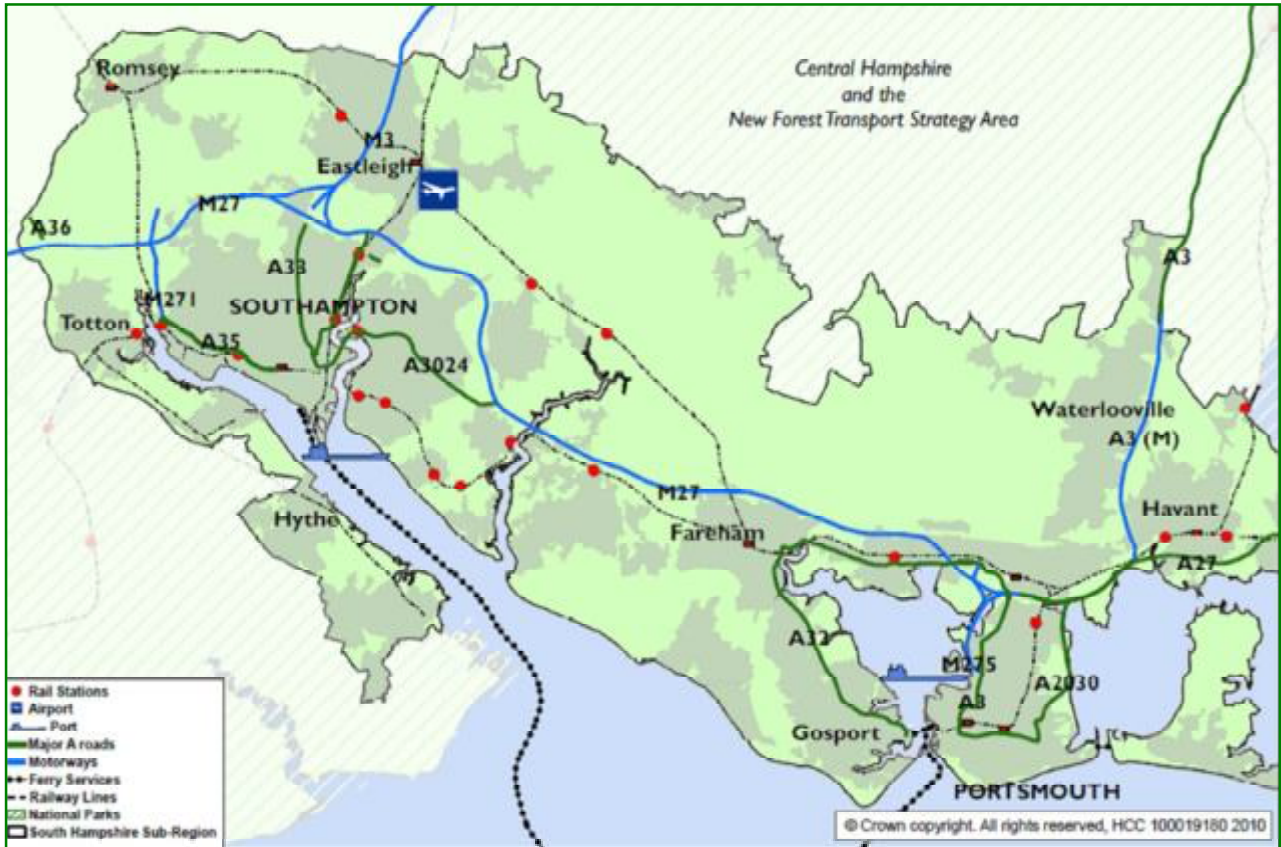 Romsey
Central Hampshire
and the
New Forest Transport Strategy Area
M3
Eastleigh
M27
A36
A33
A3
M271
SOUTHAMPTON
Totton
A35
A3024
Waterlooville
A3 (M)
M27
Havant
Hythe
Fareham
A27
A32
M275
A2030
A3
Gosport
PORTSMOUTH
Rail Stations
Airport
Port
Major A roads
Motorways
Ferry Services
Railway Lines
National Parks
South Hampshire Sub-Region
© Crown copyright. All rights reserved, HCC 100019180 2010